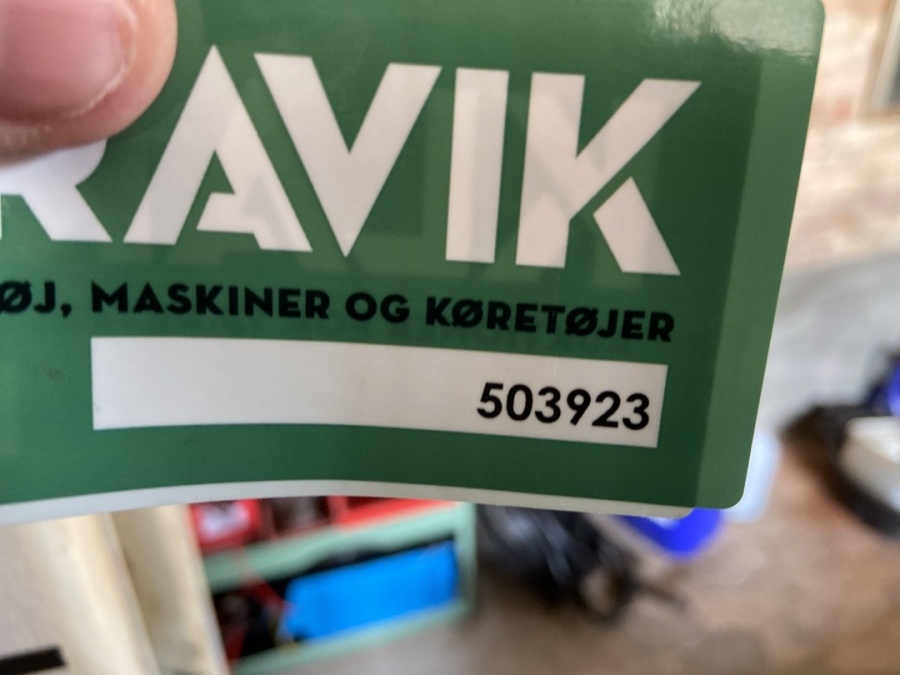 RAVIK
ØJ, MASKINER OG KØRETØJER
503923